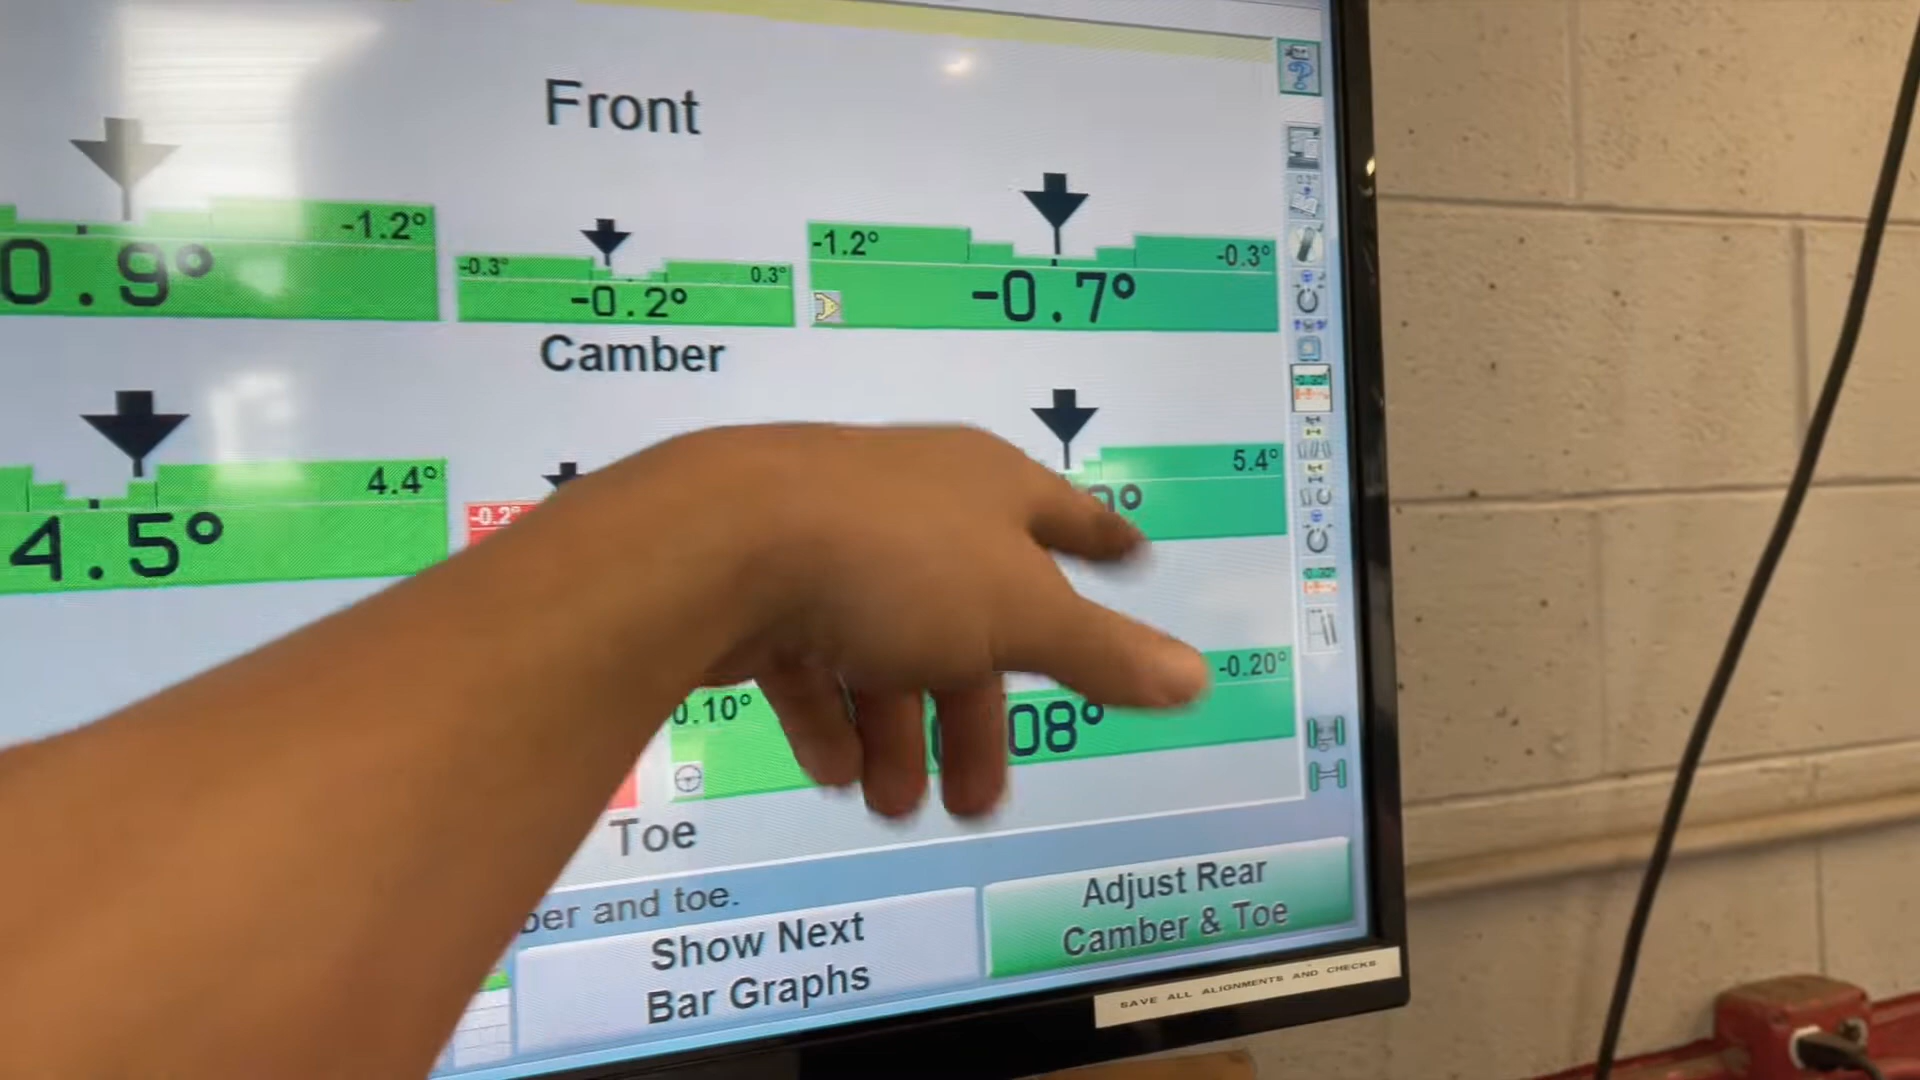 Front
-1.2°
0.9°
-0.3° 0.3°
-0.2°
-1.2° -0.3°
-0.7°
Camber
4.4°
4.5°
-0.2°
5.4°
0.10°
-0.20°
08°
Toe
and toe.
Show Next
Bar Graphs
Adjust Rear
Camber & Toe
SAVE ALL ALIGNMENTS AND CHECKS